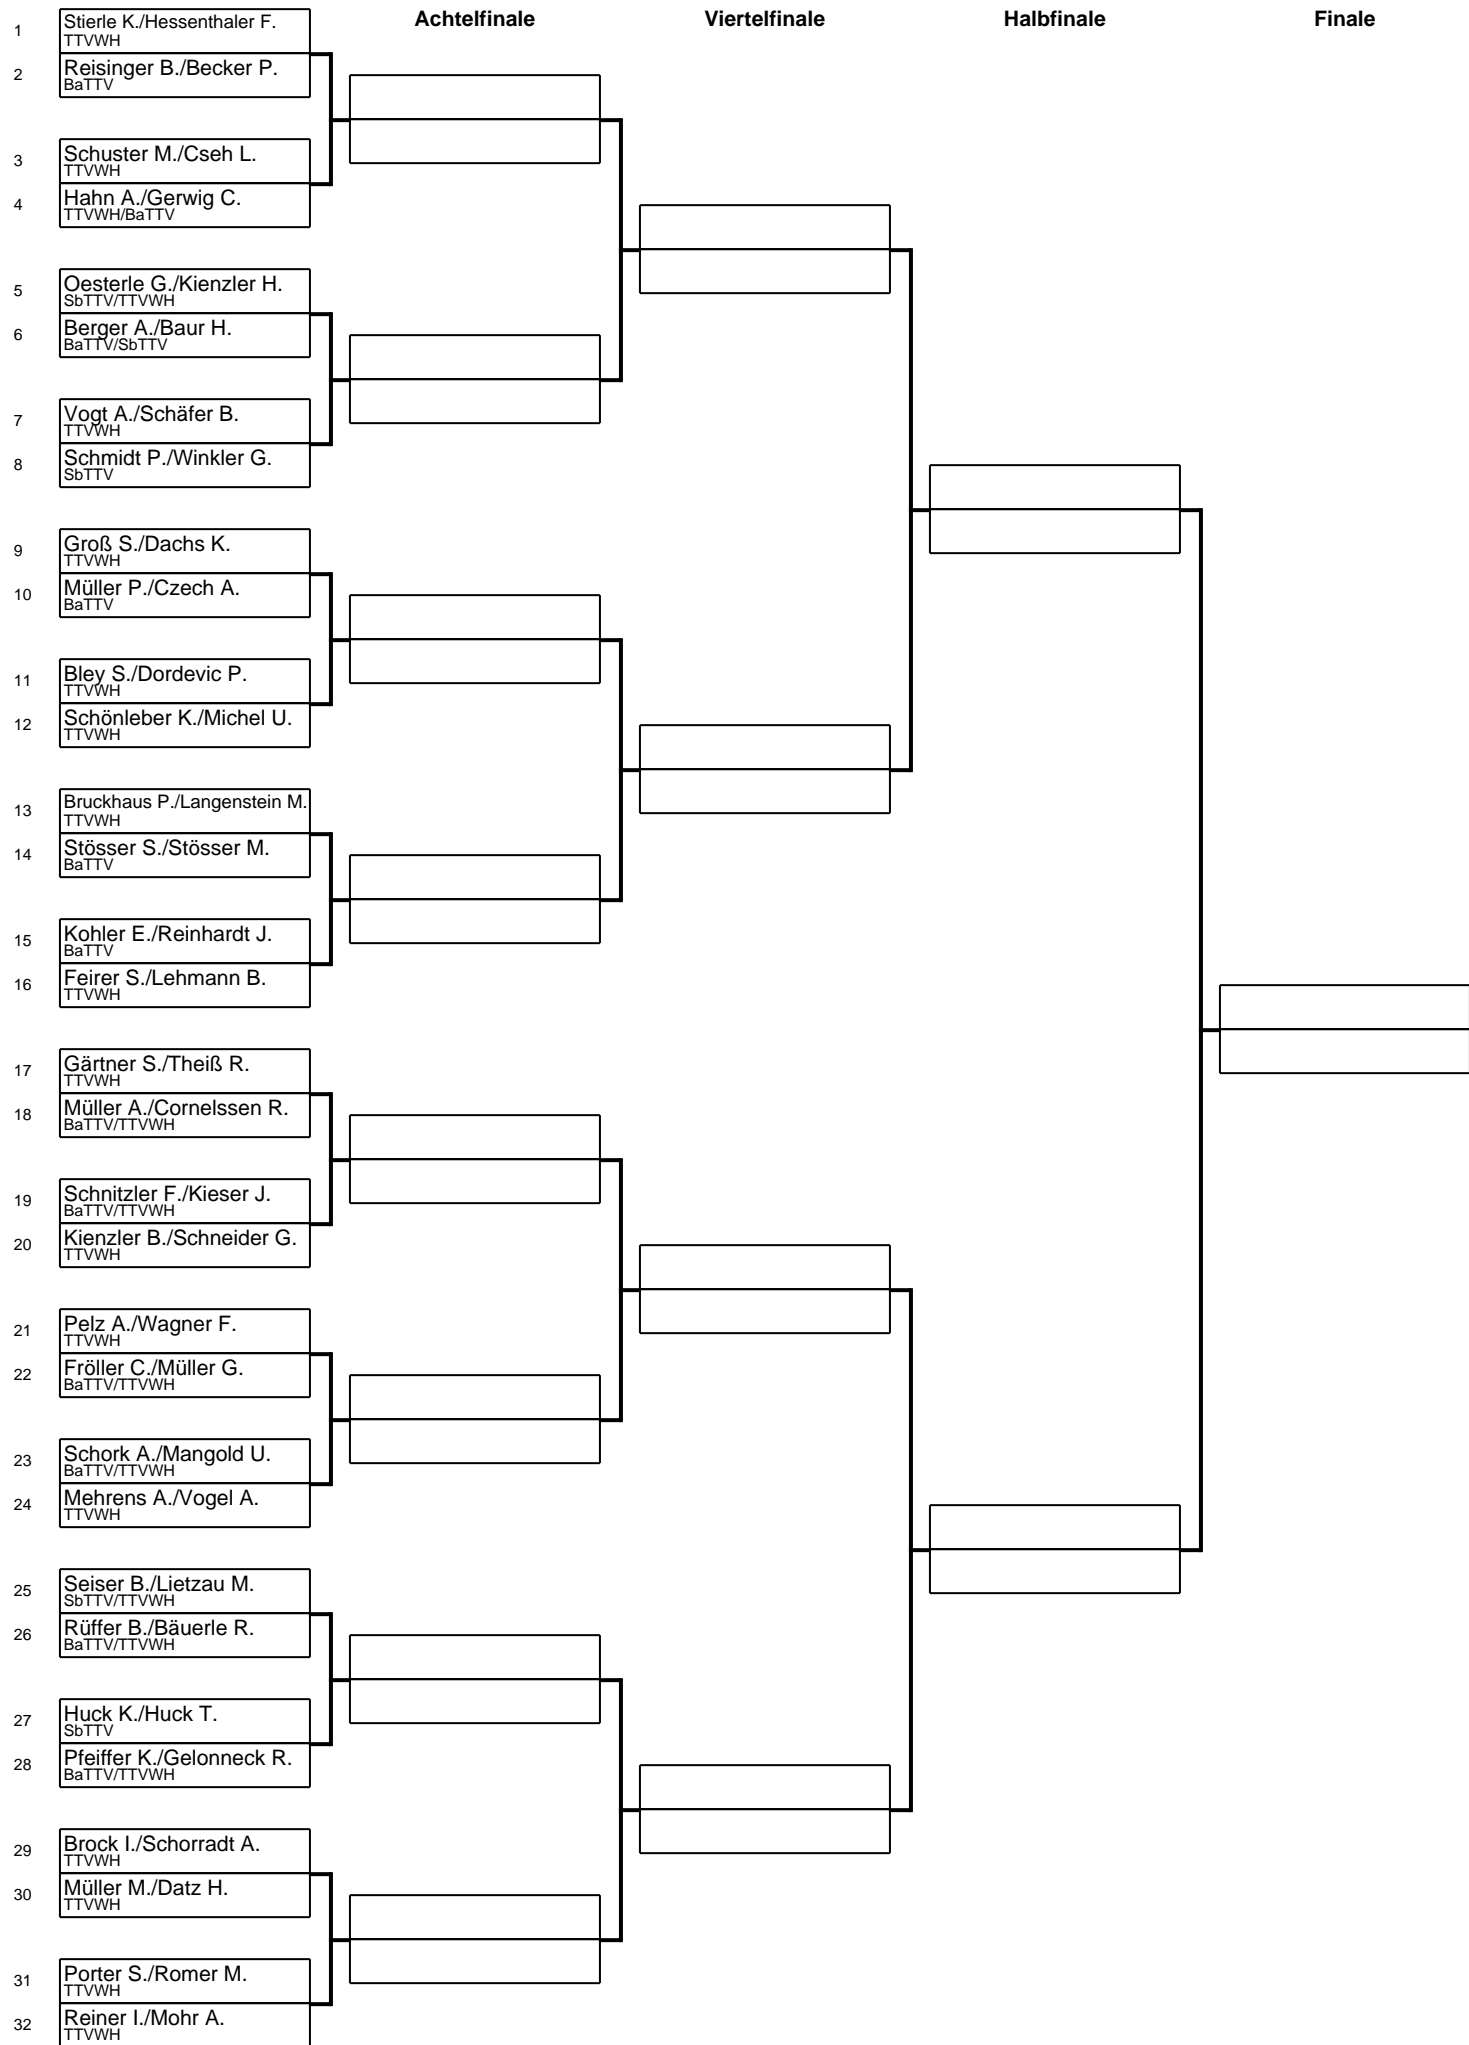 Achtelfinale Viertelfinale Halbfinale Finale
1 Stierle K./Hessenthaler F.
TTVWH
2 Reisinger B./Becker P.
BaTTV
3 Schuster M./Cseh L.
TTVWH
4 Hahn A./Gerwig C.
TTVWH/BaTTV
5 Oesterle G./Kienzler H.
SbTTV/TTVWH
6 Berger A./Baur H.
BaTTV/SbTTV
7 Vogt A./Schäfer B.
TTVWH
8 Schmidt P./Winkler G.
SbTTV
9 Groß S./Dachs K.
TTVWH
10 Müller P./Czech A.
BaTTV
11 Bley S./Dordevic P.
TTVWH
12 Schönleber K./Michel U.
TTVWH
13 Bruckhaus P./Langenstein M.
TTVWH
14 Stösser S./Stösser M.
BaTTV
15 Kohler E./Reinhardt J.
BaTTV
16 Feirer S./Lehmann B.
TTVWH
17 Gärtner S./Theiß R.
TTVWH
18 Müller A./Cornelssen R.
BaTTV/TTVWH
19 Schnitzler F./Kieser J.
BaTTV/TTVWH
20 Kienzler B./Schneider G.
TTVWH
21 Pelz A./Wagner F.
TTVWH
22 Fröller C./Müller G.
BaTTV/TTVWH
23 Schork A./Mangold U.
BaTTV/TTVWH
24 Mehrens A./Vogel A.
TTVWH
25 Seiser B./Lietzau M.
SbTTV/TTVWH
26 Rüffer B./Bäuerle R.
BaTTV/TTVWH
27 Huck K./Huck T.
SbTTV
28 Pfeiffer K./Gelonneck R.
BaTTV/TTVWH
29 Brock I./Schorradt A.
TTVWH
30 Müller M./Datz H.
TTVWH
31 Porter S./Romer M.
TTVWH
32 Reiner I./Mohr A.
TTVWH